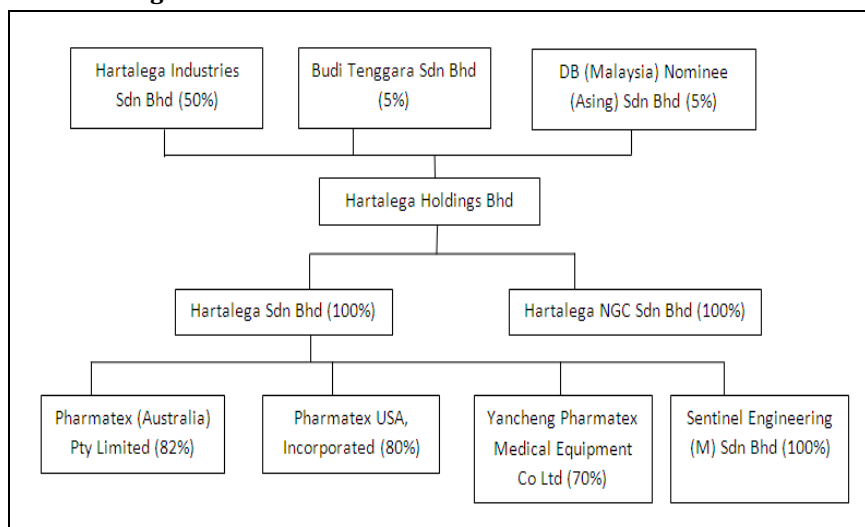 Hartalega Industries
Sdn Bhd (50%)
Budi Tenggara Sdn Bhd
(5%)
DB (Malaysia) Nominee
(Asing) Sdn Bhd (5%)
Hartalega Holdings Bhd
Hartalega Sdn Bhd (100%)
Hartalega NGC Sdn Bhd (100%)
Pharmatex (Australia)
Pty Limited (82%)
Pharmatex USA,
Incorporated (80%)
Yancheng Pharmatex
Medical Equipment
Co Ltd (70%)
Sentinel Engineering
(M) Sdn Bhd (100%)